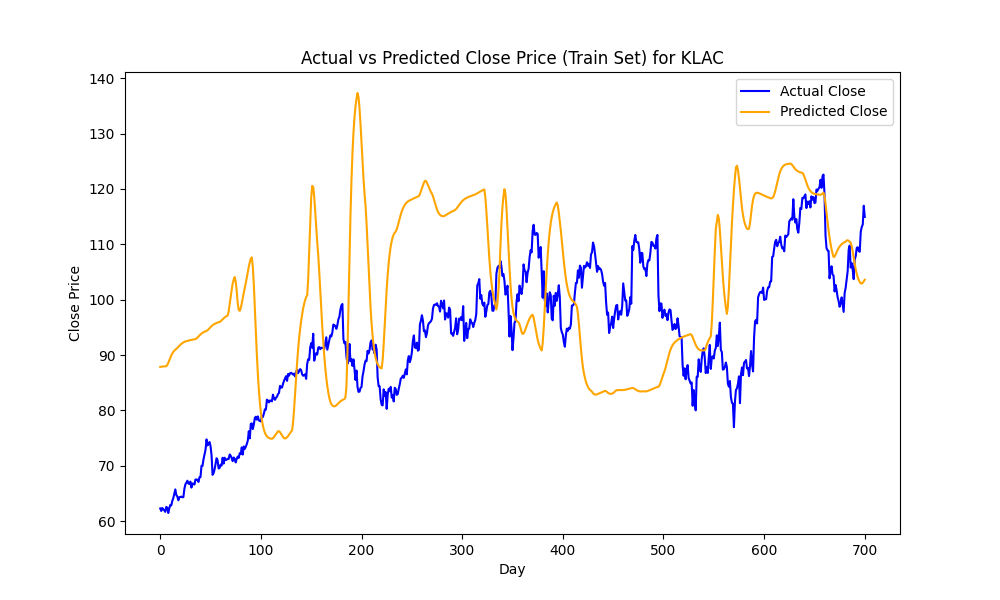 Actual vs Predicted Close Price (Train Set) for KLAC
Actual Close
Predicted Close
Close Price
140
130
120
110
100
90
80
70
60
0 100 200 300 400 500 600 700
Day